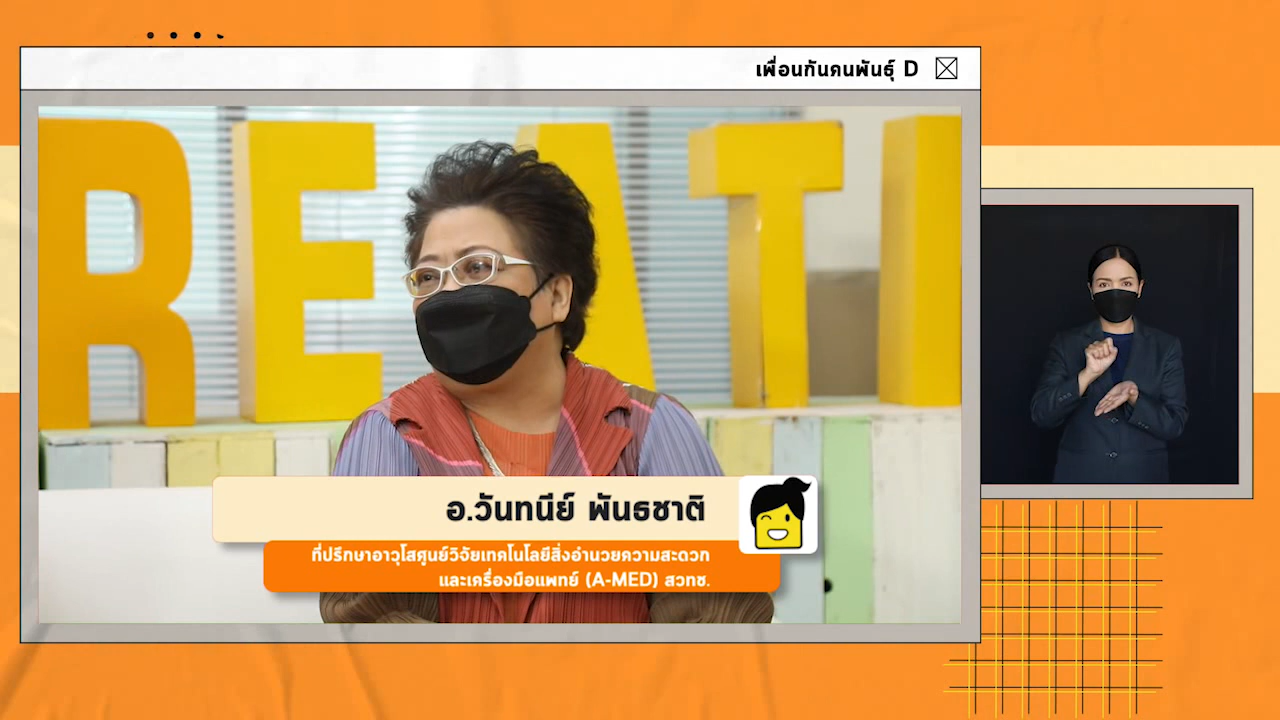 เพื่อนกันคนพันธุ์ D
REATI
อ.วันทนีย์ พันธชาติ
ที่ปรึกษาอาวุโสศูนย์วิจัยเทคโนโลยีสิ่งอำนวยความสะดวก
และเครื่องมือแพทย์ (A-MED) สวทช.